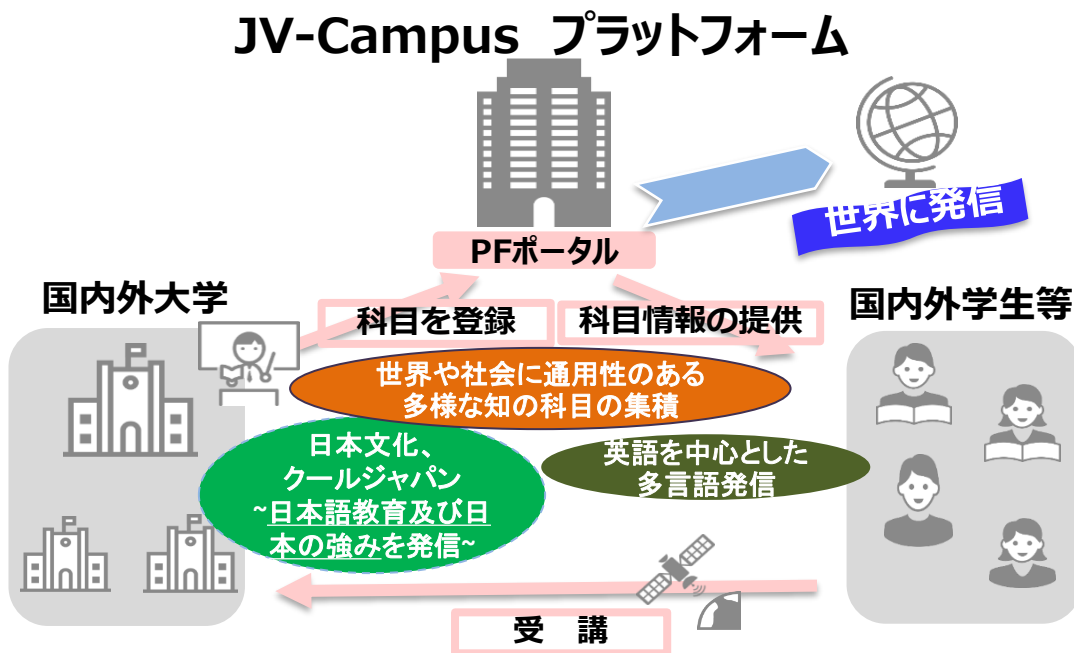 JV-Campus プラットフォーム
世界に発信
PFポータル
国内外大学
科目を登録
科目情報の提供
国内外学生等
世界や社会に通用性のある
多様な知の科目の集積
日本文化、
クールジャパン
~日本語教育及び日
本の強みを発信~
英語を中心とした
多言語発信
受　講